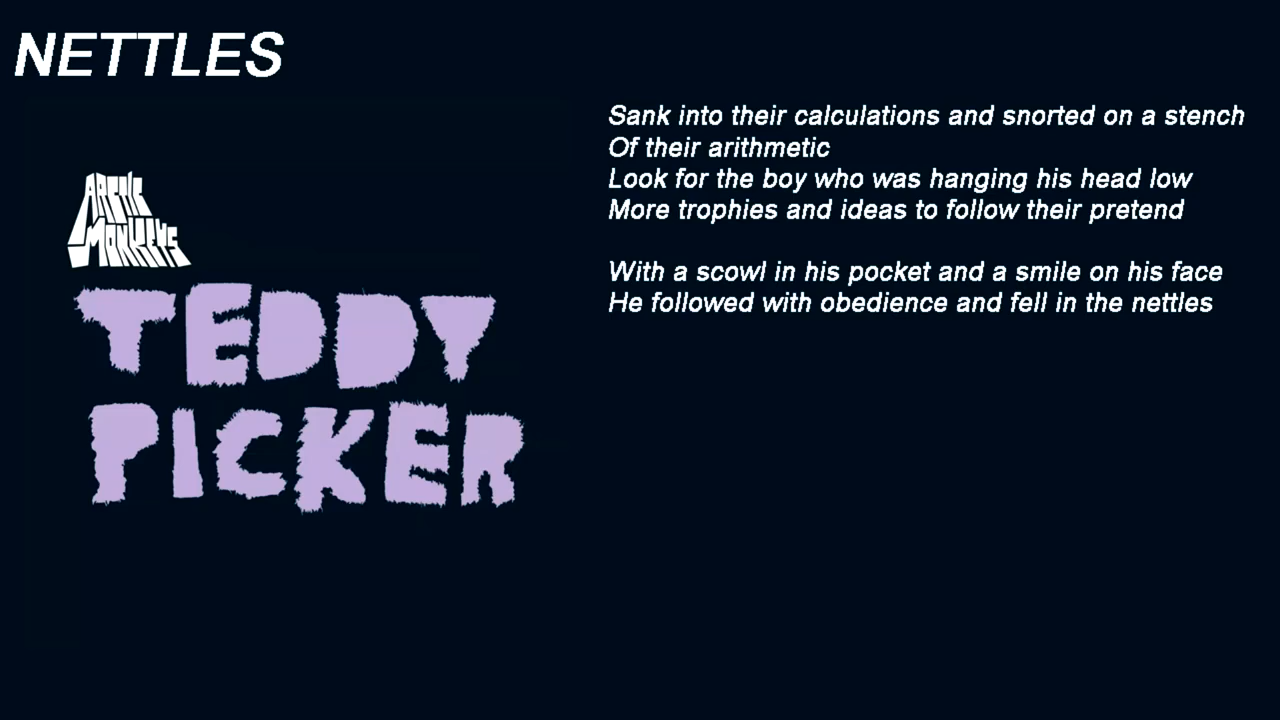 NETTLES
ARCTIC
MONKEYS
TEDDY
PICKER
Sank into their calculations and snorted on a stench
Of their arithmetic
Look for the boy who was hanging his head low
More trophies and ideas to follow their pretend
With a scowl in his pocket and a smile on his face
He followed with obedience and fell in the nettles